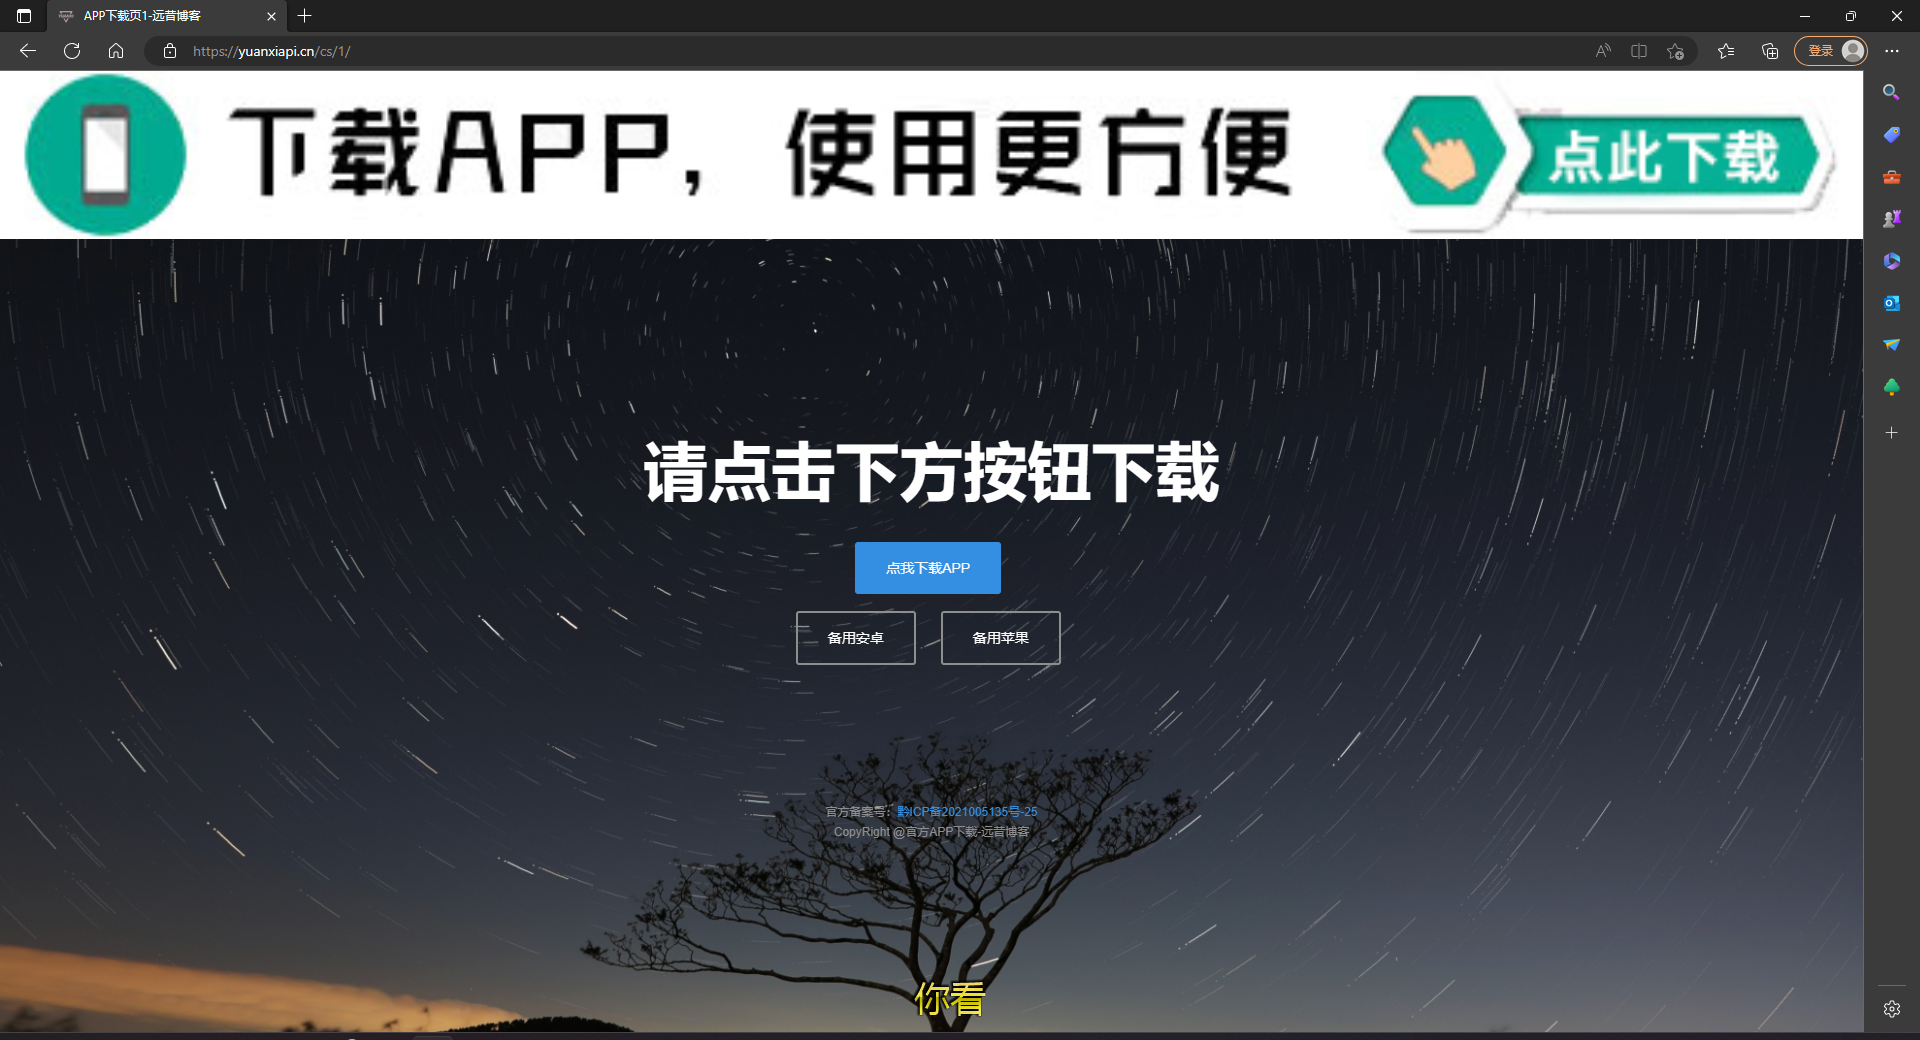 APP下载页1-远昔博客
https://yuanxiapi.cn/cs/1/
登录
下载APP，使用更方便
点此下载
请点击下方按钮下载
点我下载APP
备用安卓
备用苹果
官方备案号：黔ICP备2021005135号-25
CopyRight @官方APP下载-远昔博客
你看